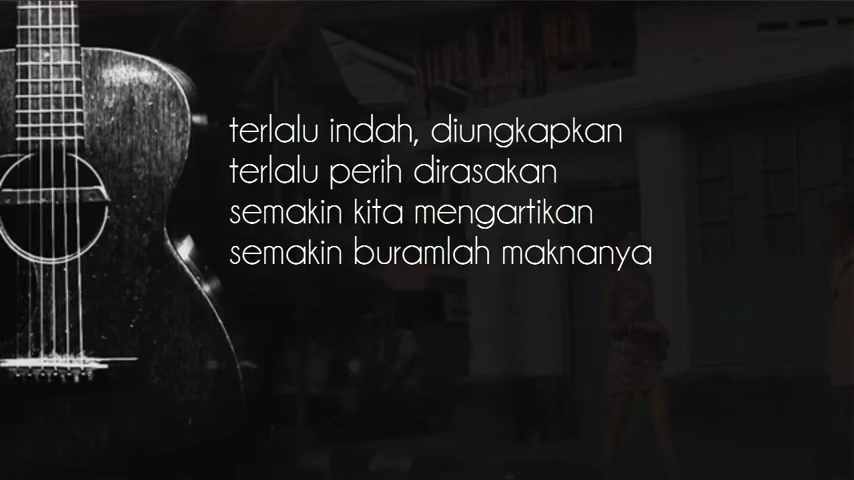 terlalu indah, diungkapkan
terlalu perih dirasakan
semakin kita mengartikan
semakin buramlah maknanya